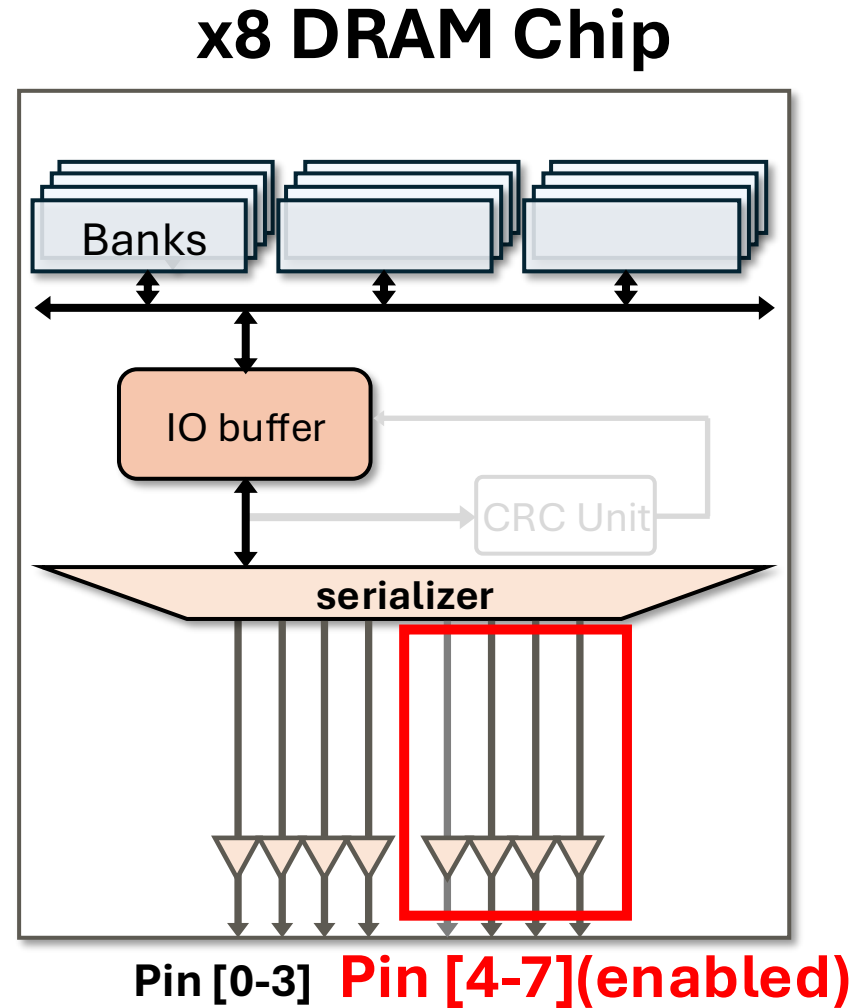 x8 DRAM Chip
Banks
IO buffer
CRC Unit
serializer
Pin [0-3] Pin [4-7](enabled)